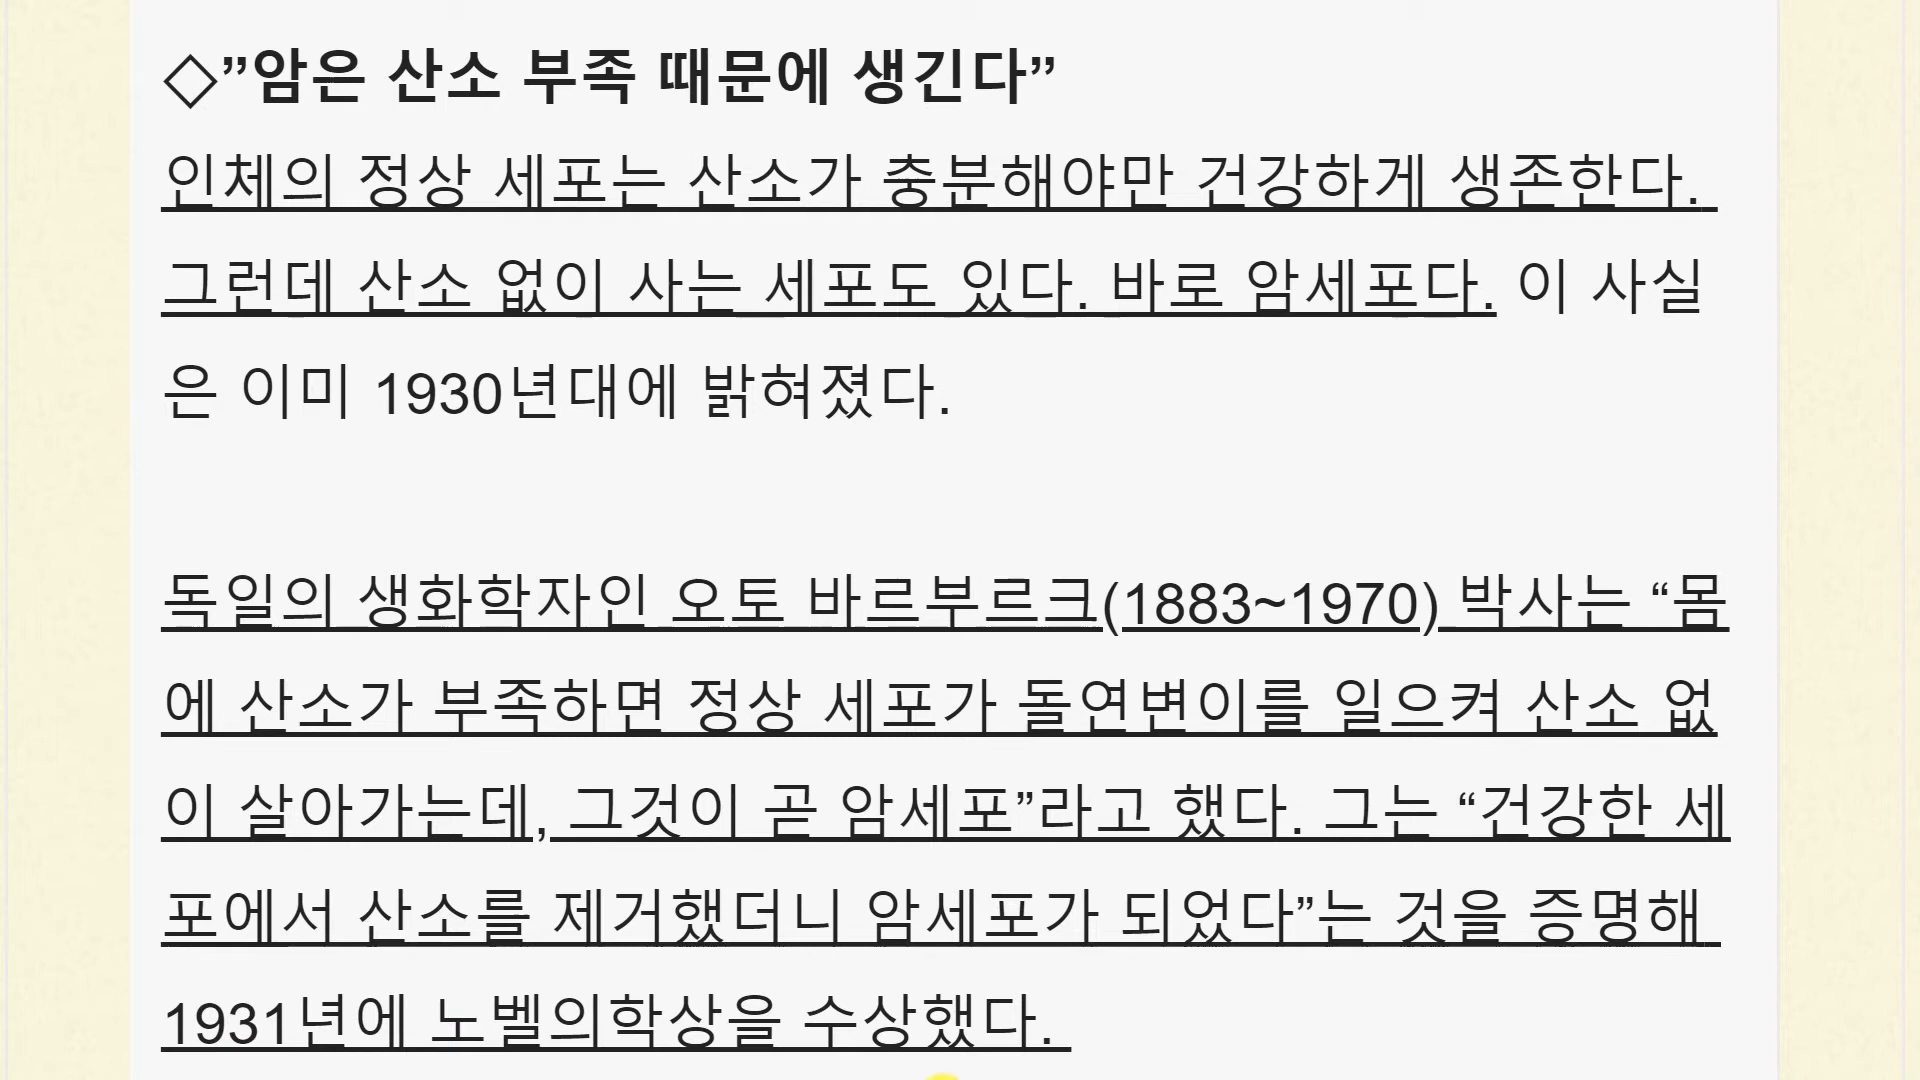 ◇”암은 산소 부족 때문에 생긴다”
인체의 정상 세포는 산소가 충분해야만 건강하게 생존한다.
그런데 산소 없이 사는 세포도 있다. 바로 암세포다. 이 사실
은 이미 1930년대에 밝혀졌다.
독일의 생화학자인 오토 바르부르크(1883~1970) 박사는 “몸
에 산소가 부족하면 정상 세포가 돌연변이를 일으켜 산소 없
이 살아가는데, 그것이 곧 암세포”라고 했다. 그는 “건강한 세
포에서 산소를 제거했더니 암세포가 되었다”는 것을 증명해
1931년에 노벨의학상을 수상했다.